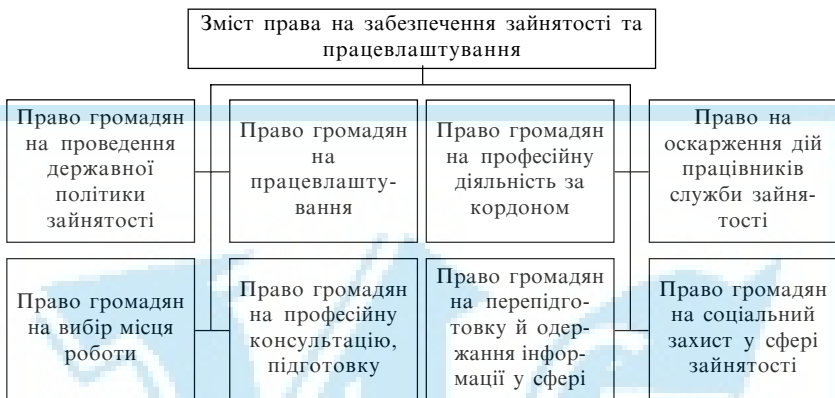 Зміст права на забезпечення зайнятості та
працевлаштування
Право громадян
на проведення
державної
політики
зайнятості
Право громадян
на
працевлашту-
вання
Право громадян
на професійну
діяльність за
кордоном
Право на
оскарження дій
працівників
служби зайня-
тості
Право громадян
на вибір місця
роботи
Право громадян
на професійну
консультацію,
підготовку
Право громадян
на перепідго-
товку й одер-
жання інфор-
мації у сфері
Право громадян
на соціальний
захист у сфері
зайнятості